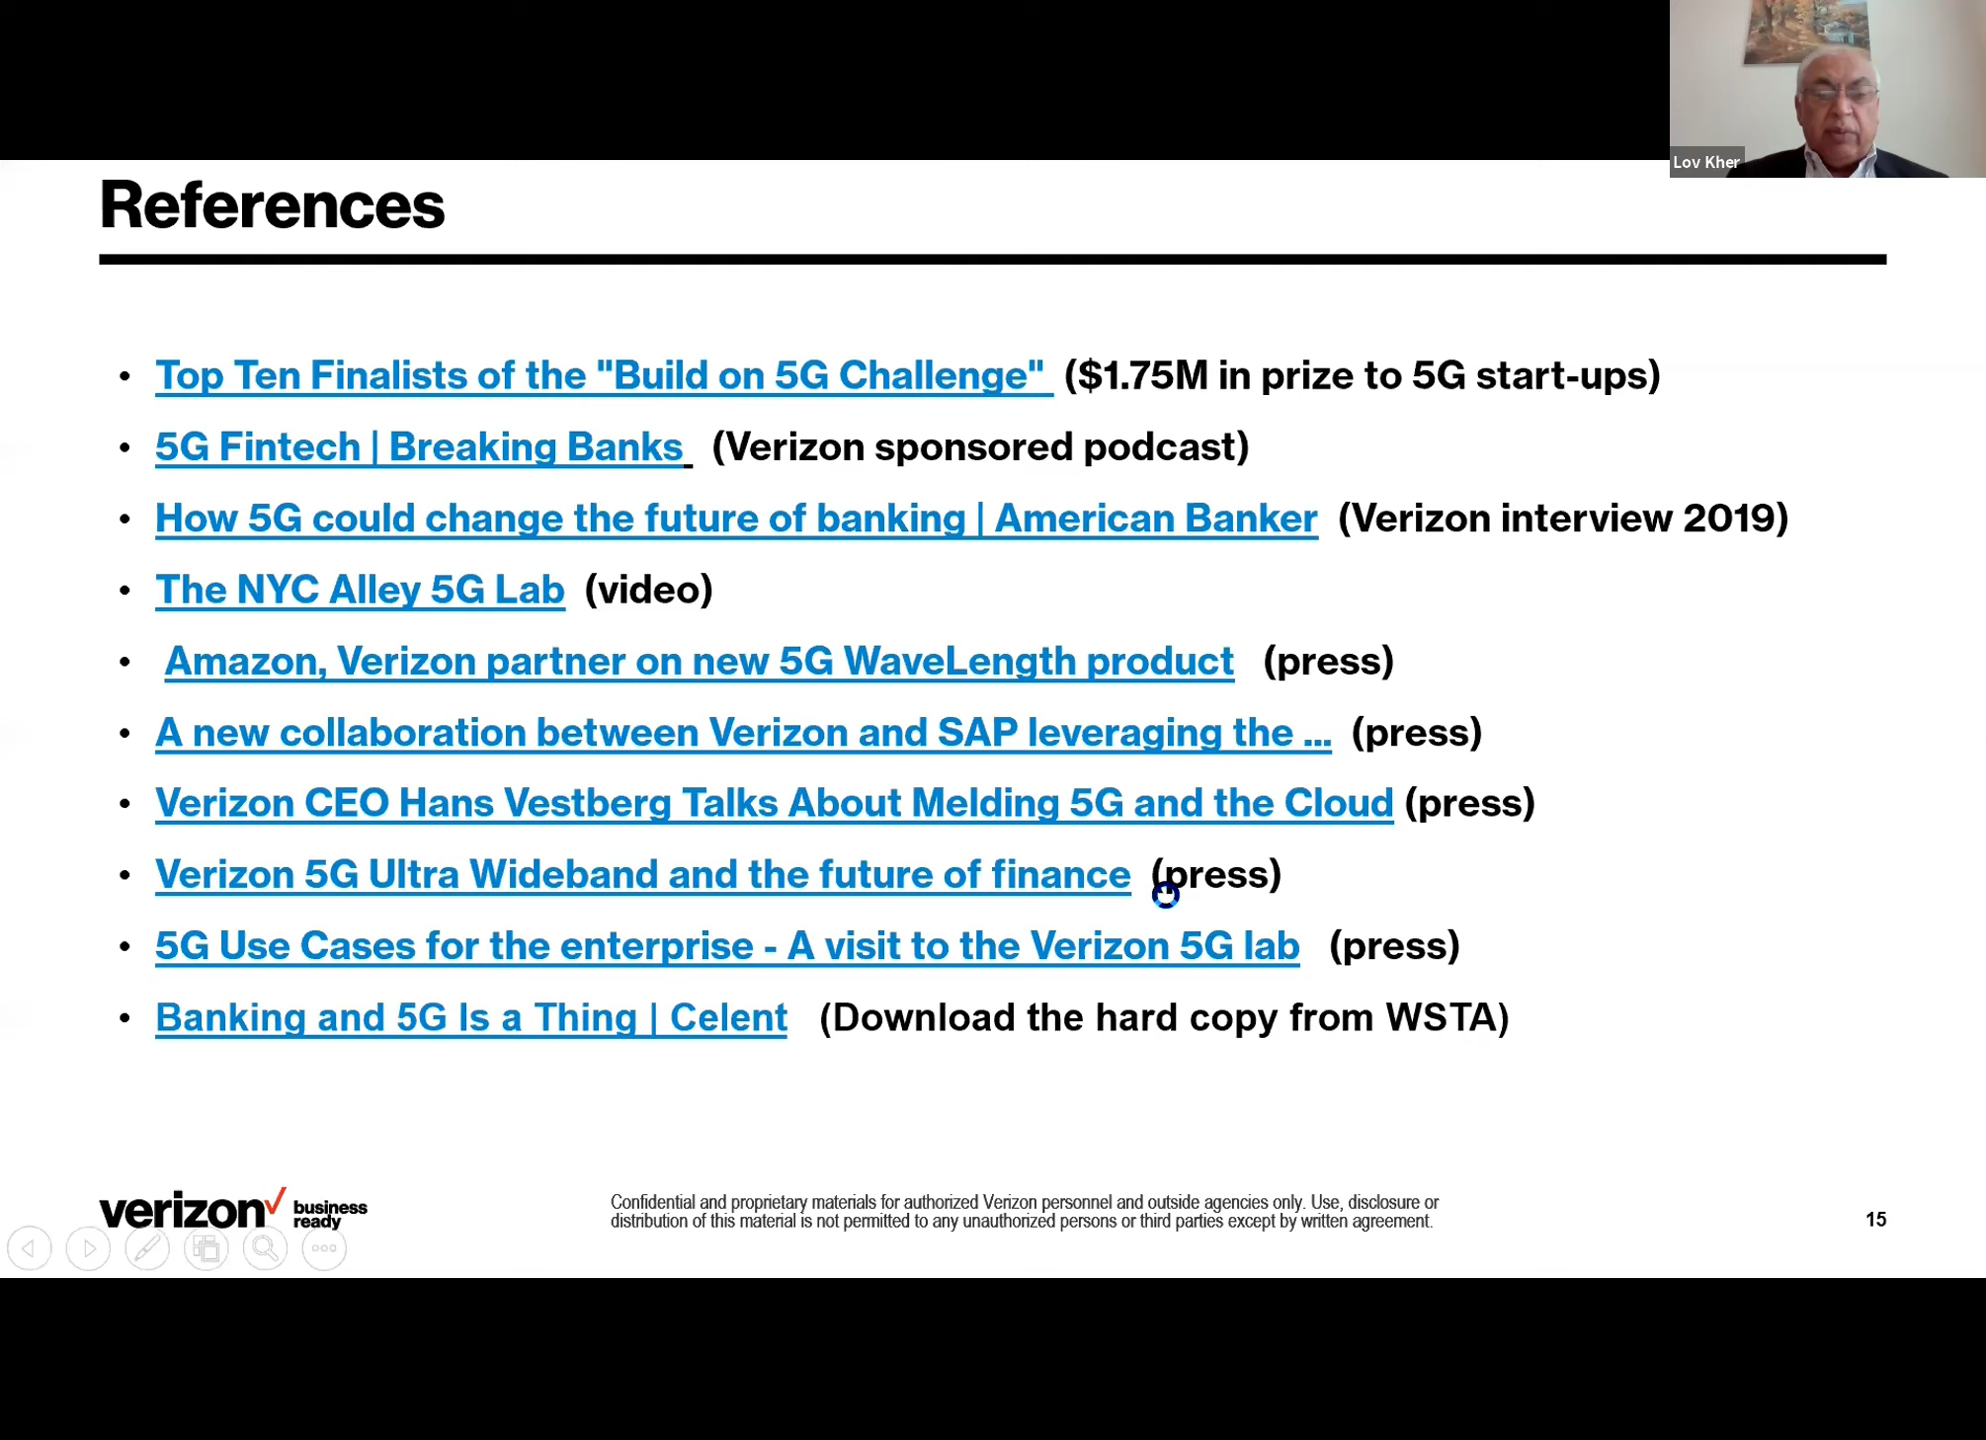 Lov Kher
References
• Top Ten Finalists of the "Build on 5G Challenge" ($1.75M in prize to 5G start-ups)
• 5G Fintech | Breaking Banks (Verizon sponsored podcast)
• How 5G could change the future of banking | American Banker (Verizon interview 2019)
• The NYC Alley 5G Lab (video)
• Amazon, Verizon partner on new 5G WaveLength product (press)
• A new collaboration between Verizon and SAP leveraging the ... (press)
• Verizon CEO Hans Vestberg Talks About Melding 5G and the Cloud (press)
• Verizon 5G Ultra Wideband and the future of finance (press)
• 5G Use Cases for the enterprise - A visit to the Verizon 5G lab (press)
• Banking and 5G Is a Thing | Celent (Download the hard copy from WSTA)
verizon business ready
Confidential and proprietary materials for authorized Verizon personnel and outside agencies only. Use, disclosure or
distribution of this material is not permitted to any unauthorized persons or third parties except by written agreement.
15